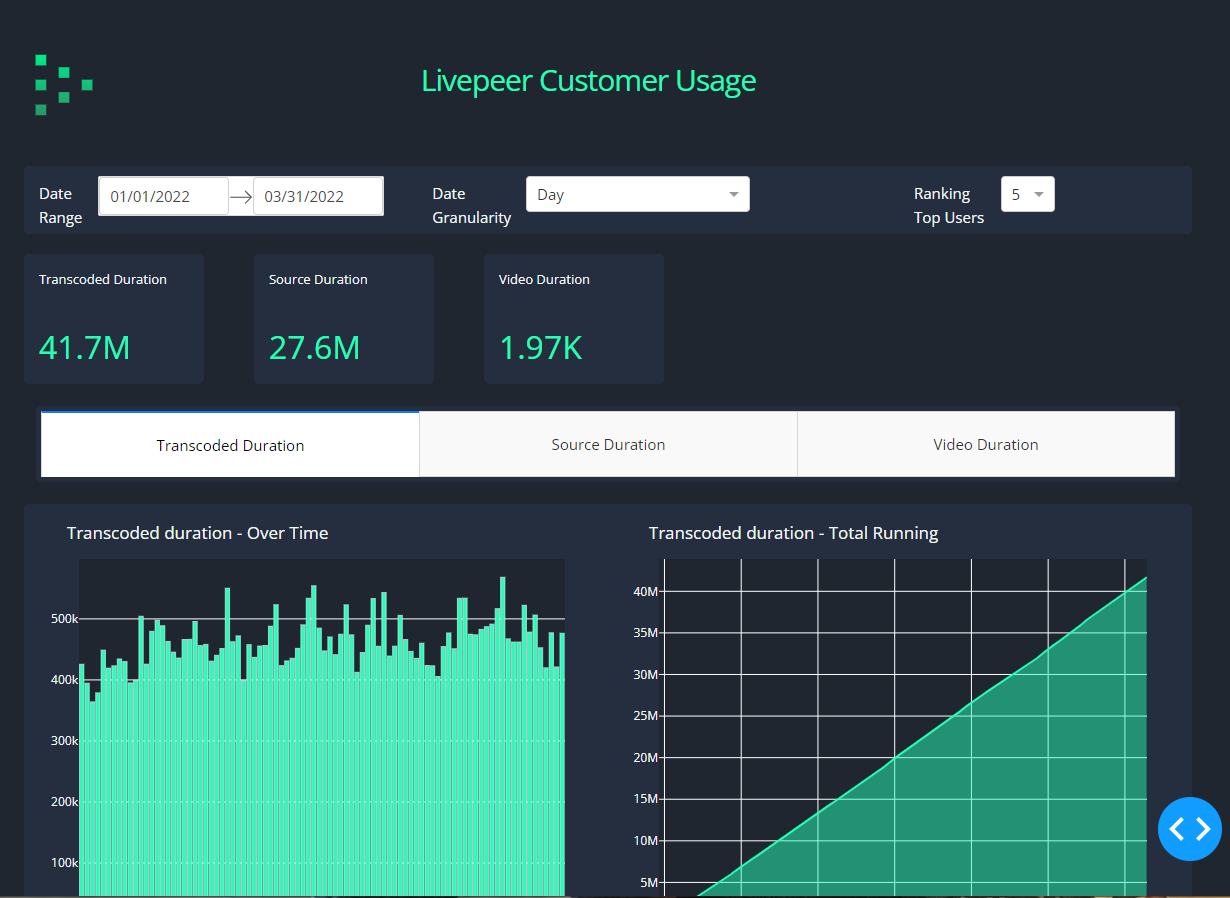 Livepeer Customer Usage
Date
Range
01/01/2022
03/31/2022
Date
Granularity
Day
Ranking
Top Users
5
Transcoded Duration
41.7M
Source Duration
27.6M
Video Duration
1.97K
Transcoded Duration
Source Duration
Video Duration
Transcoded duration - Over Time
500k
400k
300k
200k
100k
Transcoded duration - Total Running
40M
35M
30M
25M
20M
15M
10M
5M